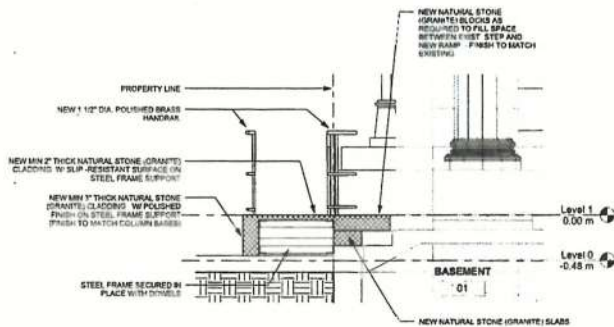 NEW NATURAL STONE
(GRANITE) BLOCKS AS
REQUIRED TO FILL SPACE
BETWEEN EXIST. STEP AND
NEW RAMP - FINISH TO MATCH
EXISTING
PROPERTY LINE
NEW 1 1/2" DIA. POLISHED BRASS
HANDRAIL
NEW MIN 2" THICK NATURAL STONE (GRANITE)
CLADDING W/ SLIP-RESISTANT SURFACE ON
STEEL FRAME SUPPORT
NEW MIN 3" THICK NATURAL STONE
(GRANITE) CLADDING W/ POLISHED
FINISH ON STEEL FRAME SUPPORT
(FINISH TO MATCH COLUMN BASES)
Level 1
0.00 m
Level 0
-0.48 m
BASEMENT
01
STEEL FRAME SECURED IN
PLACE WITH DOWELS
NEW NATURAL STONE (GRANITE) SLABS